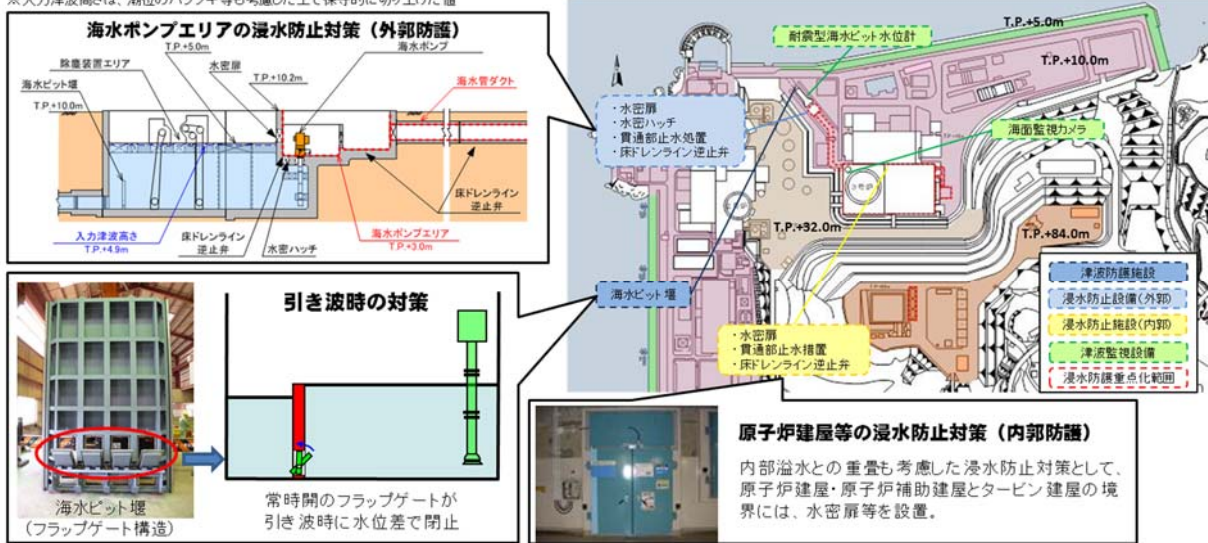 ※入力津波高さは、潮位のバラツキ等も考慮した上で保守的に切り上げた値
海水ポンプエリアの浸水防止対策（外郭防護）
T.P.+5.0m
海水ポンプ
除塵装置エリア
水密扉
T.P.+10.2m
海水管ダクト
海水ピット堰
T.P.+10.0m
入力津波高さ
T.P.+4.9m
床ドレンライン
逆止弁
水密ハッチ
海水ポンプエリア
T.P.+3.0m
床ドレンライン
逆止弁
引き波時の対策
海水ピット堰
（フラップゲート構造）
常時開のフラップゲートが
引き波時に水位差で閉止
耐震型海水ピット水位計
T.P.+5.0m
T.P.+10.0m
・水密扉
・水密ハッチ
・貫通部止水処置
・床ドレンライン逆止弁
海面監視カメラ
3号炉
T.P.+32.0m
T.P.+84.0m
海水ピット堰
・水密扉
・貫通部止水措置
・床ドレンライン逆止弁
津波防護施設
浸水防止設備(外郭)
浸水防止施設(内郭)
津波監視設備
浸水防護重点化範囲
原子炉建屋等の浸水防止対策（内郭防護）
内部溢水との重畳も考慮した浸水防止対策として、
原子炉建屋・原子炉補助建屋とタービン建屋の境
界には、水密扉等を設置。